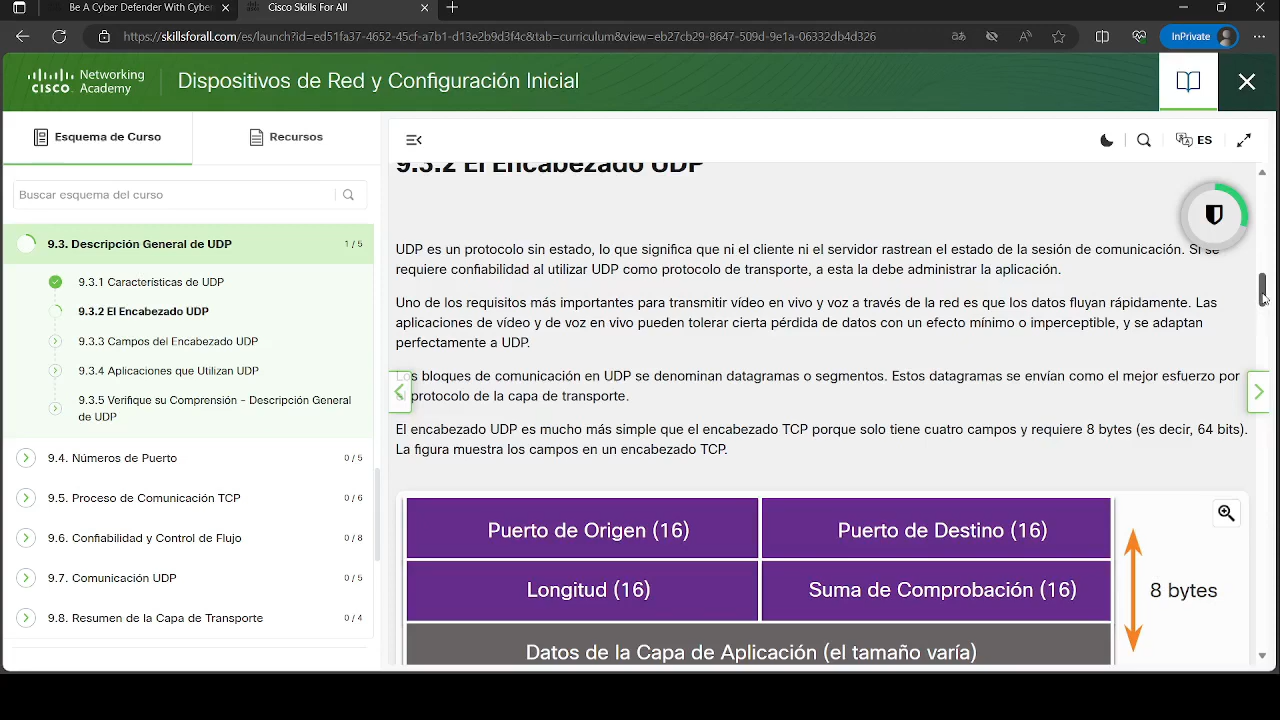 Be A Cyber Defender With Cyber
Cisco Skills For All
https://skillsforall.com/es/launch?id=ed51fa37-4652-45cf-a7b1-d13e2b9d3f4c&tab=curriculum&view=eb27cb29-8647-509d-9e1a-06332db4d326
InPrivate
CISCO Networking Academy
Dispositivos de Red y Configuración Inicial
Esquema de Curso
Recursos
ES
Buscar esquema del curso
9.3. Descripción General de UDP 1 / 5
9.3.1 Características de UDP
9.3.2 El Encabezado UDP
9.3.3 Campos del Encabezado UDP
9.3.4 Aplicaciones que Utilizan UDP
9.3.5 Verifique su Comprensión – Descripción General
de UDP
9.4. Números de Puerto 0 / 5
9.5. Proceso de Comunicación TCP 0 / 6
9.6. Confiabilidad y Control de Flujo 0 / 8
9.7. Comunicación UDP 0 / 5
9.8. Resumen de la Capa de Transporte 0 / 4
9.3.2 El Encabezado UDP
UDP es un protocolo sin estado, lo que significa que ni el cliente ni el servidor rastrean el estado de la sesión de comunicación. Si se
requiere confiabilidad al utilizar UDP como protocolo de transporte, a esta la debe administrar la aplicación.
Uno de los requisitos más importantes para transmitir vídeo en vivo y voz a través de la red es que los datos fluyan rápidamente. Las
aplicaciones de vídeo y de voz en vivo pueden tolerar cierta pérdida de datos con un efecto mínimo o imperceptible, y se adaptan
perfectamente a UDP.
Los bloques de comunicación en UDP se denominan datagramas o segmentos. Estos datagramas se envían como el mejor esfuerzo por
el protocolo de la capa de transporte.
El encabezado UDP es mucho más simple que el encabezado TCP porque solo tiene cuatro campos y requiere 8 bytes (es decir, 64 bits).
La figura muestra los campos en un encabezado TCP.
Puerto de Origen (16)
Puerto de Destino (16)
Longitud (16)
Suma de Comprobación (16)
8 bytes
Datos de la Capa de Aplicación (el tamaño varía)